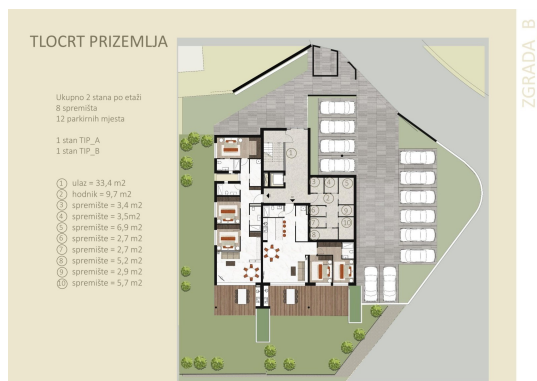 TLOCRT PRIZEMLJA
Ukupno 2 stana po etaži
8 spremišta
12 parkirnih mjesta
1 stan TIP_A
1 stan TIP_B
1 ulaz = 33,4 m2
2 hodnik = 9,7 m2
3 spremište = 3,4 m2
4 spremište = 3,5m2
5 spremište = 6,9 m2
6 spremište = 2,7 m2
7 spremište = 2,7 m2
8 spremište = 5,2 m2
9 spremište = 2,9 m2
10 spremište = 5,7 m2
ZGRADA B